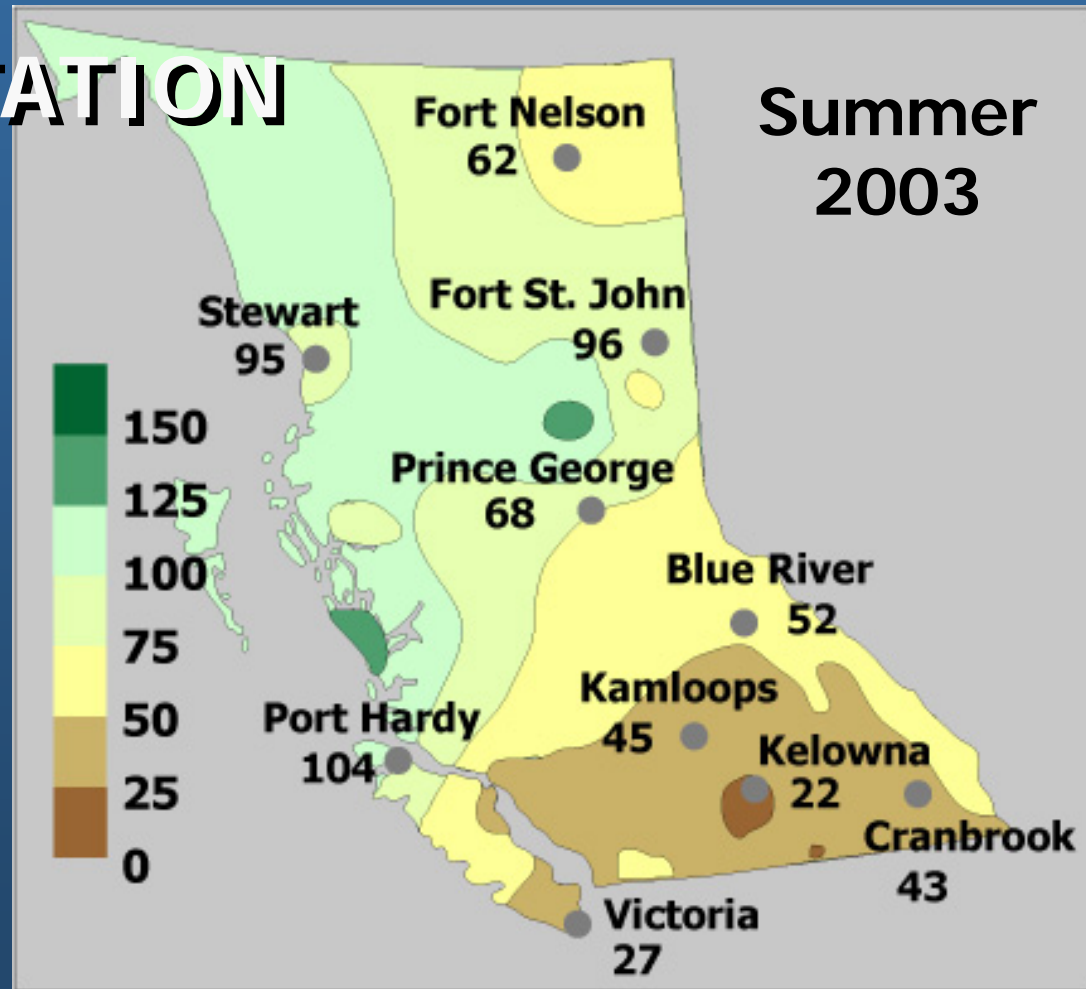 TATION
Summer
2003
Fort Nelson
62
Fort St. John
96
Stewart
95
150
125
100
75
50
25
0
Prince George
68
Blue River
52
Kamloops
45
Port Hardy
104
Kelowna
22
Cranbrook
43
Victoria
27